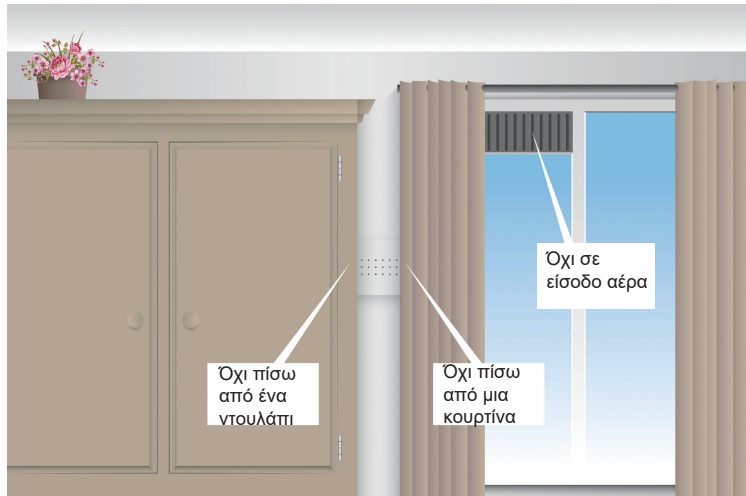 Όχι σε
είσοδο αέρα
Όχι πίσω
από ένα
ντουλάπι
Όχι πίσω
από μια
κουρτίνα